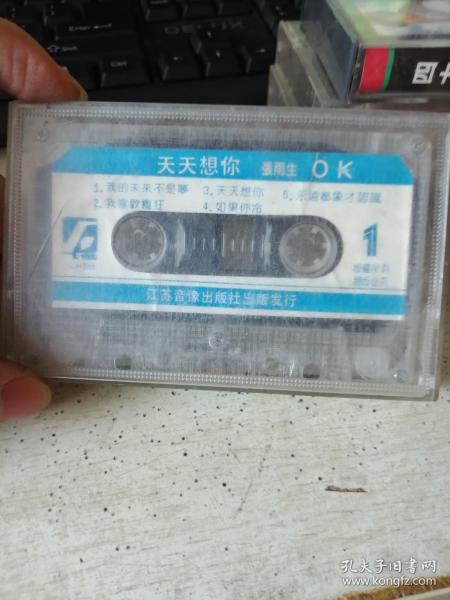 天天想你 張雨生 OK
1.我的未來不是夢 3.天天想你 5.永遠都象才認識
2.我喜歡瘋狂 4.如果你冷
1
江苏音像出版社出版发行
孔夫子旧书网
www.kongfz.com